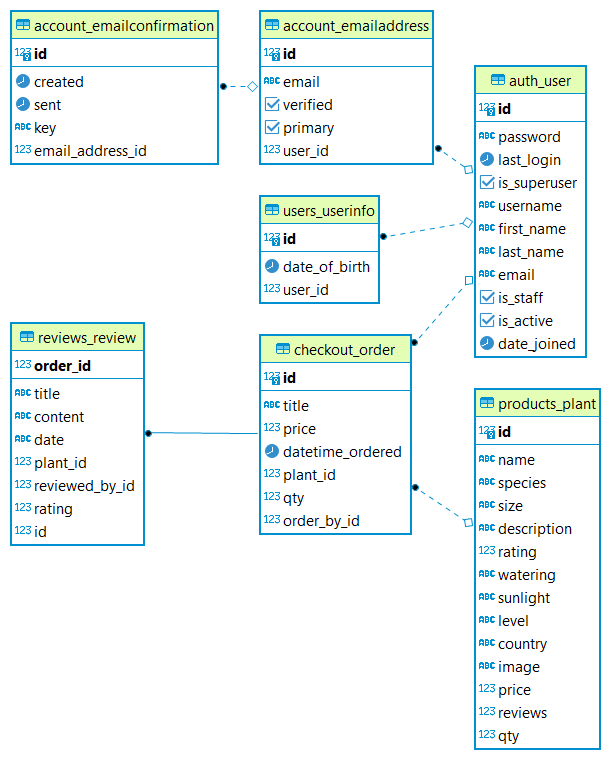 account_emailconfirmation
123 id
created
sent
ABC key
123 email_address_id
account_emailaddress
123 id
ABC email
verified
primary
123 user_id
auth_user
123 id
ABC password
last_login
is_superuser
ABC username
ABC first_name
ABC last_name
ABC email
is_staff
is_active
date_joined
users_userinfo
123 id
date_of_birth
123 user_id
reviews_review
123 order_id
ABC title
ABC content
ABC date
123 plant_id
123 reviewed_by_id
123 rating
123 id
checkout_order
123 id
ABC title
123 price
datetime_ordered
123 plant_id
123 qty
123 order_by_id
products_plant
123 id
ABC name
ABC species
ABC size
ABC description
123 rating
ABC watering
ABC sunlight
ABC level
ABC country
ABC image
123 price
123 reviews
123 qty